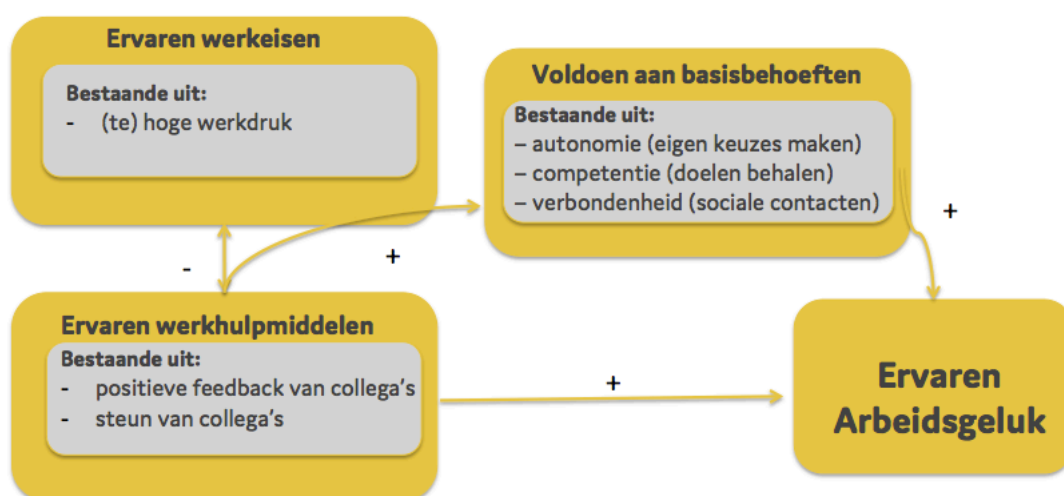 Ervaren werkeisen
Bestaande uit:
- (te) hoge werkdruk
Voldoen aan basisbehoeften
Bestaande uit:
– autonomie (eigen keuzes maken)
– competentie (doelen behalen)
– verbondenheid (sociale contacten)
+
-
+
Ervaren werkhulpmiddelen
Bestaande uit:
- positieve feedback van collega's
- steun van collega's
+
Ervaren
Arbeidsgeluk